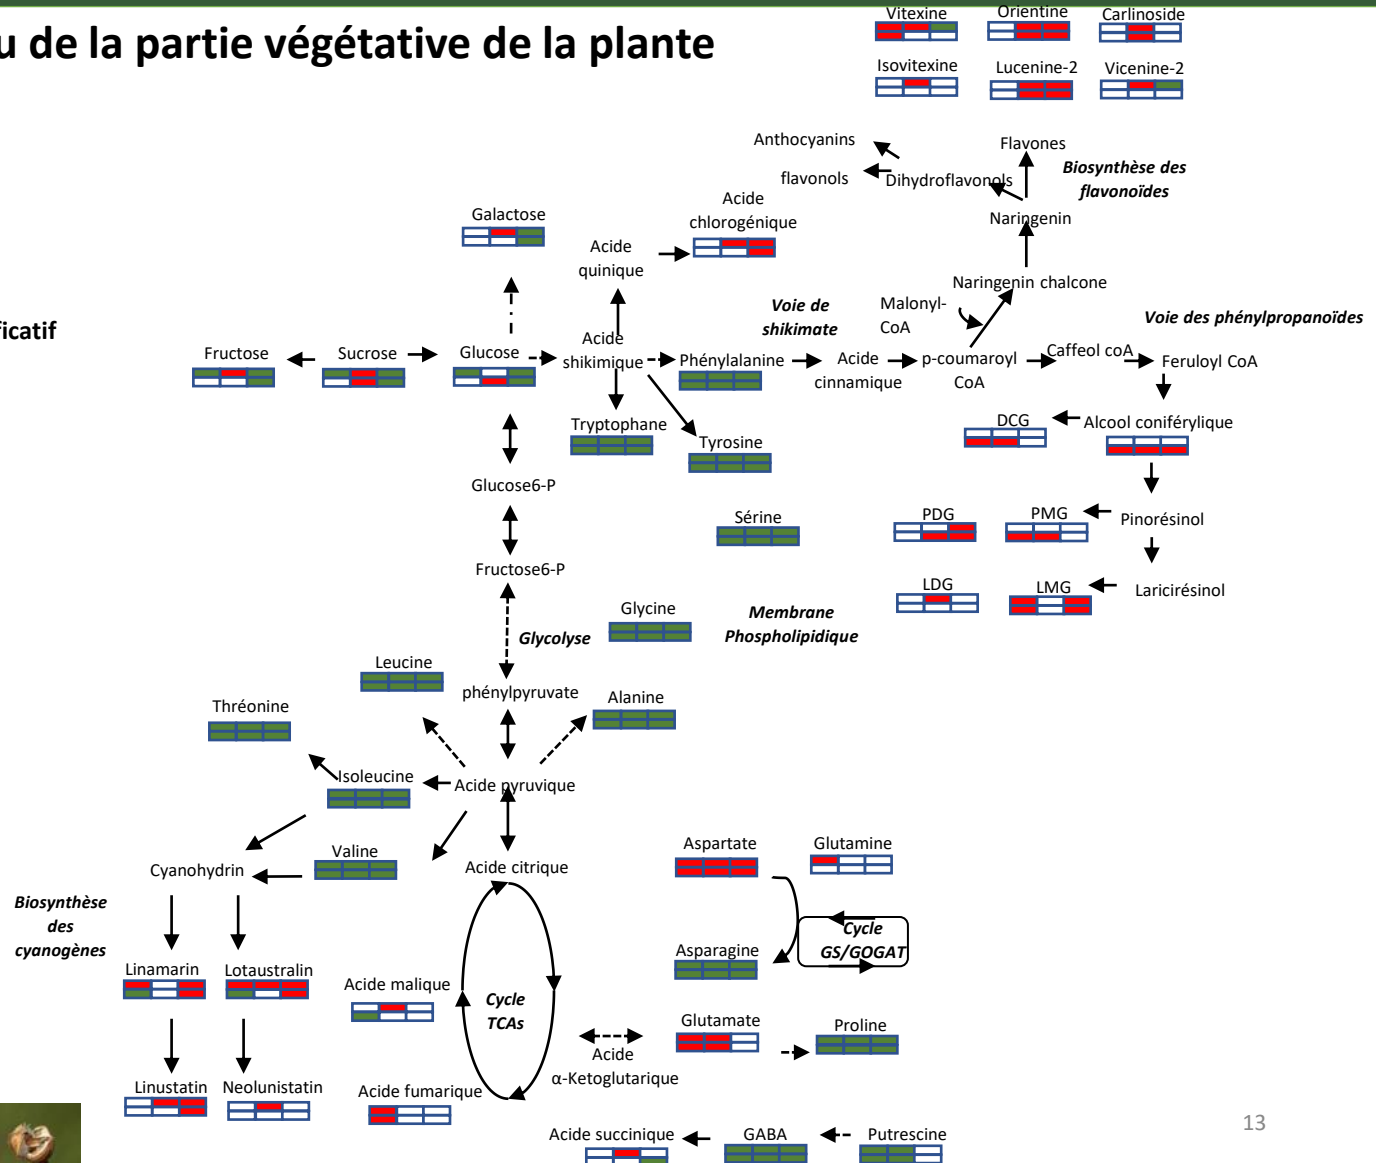 u de la partie végétative de la plante
Vitexine
Orientine
Carlinoside
Isovitexine
Lucenine-2
Vicenine-2
Anthocyanins
Flavones
flavonols
Dihydroflavonols
Biosynthèse des
flavonoïdes
Galactose
Acide
chlorogénique
Naringenin
Acide
quinique
Naringenin chalcone
ficatif
Voie de
shikimate
Malonyl-
CoA
Voie des phénylpropanoïdes
Fructose
Sucrose
Glucose
Acide
shikimique
Phénylalanine
Acide
cinnamique
p-coumaroyl
CoA
Caffeol coA
Feruloyl CoA
Tryptophane
Tyrosine
DCG
Alcool coniférylique
Glucose6-P
Sérine
PDG
PMG
Pinorésinol
Fructose6-P
LDG
LMG
Laricirésinol
Glycolyse
Glycine
Membrane
Phospholipidique
Leucine
phénylpyruvate
Alanine
Thréonine
Isoleucine
Acide pyruvique
Valine
Cyanohydrin
Acide citrique
Aspartate
Glutamine
Biosynthèse
des
cyanogènes
Cycle
GS/GOGAT
Asparagine
Linamarin
Lotaustralin
Acide malique
Cycle
TCAs
Glutamate
Proline
Acide
α-Ketoglutarique
Linustatin
Neolunistatin
Acide fumarique
Acide succinique
GABA
Putrescine
13